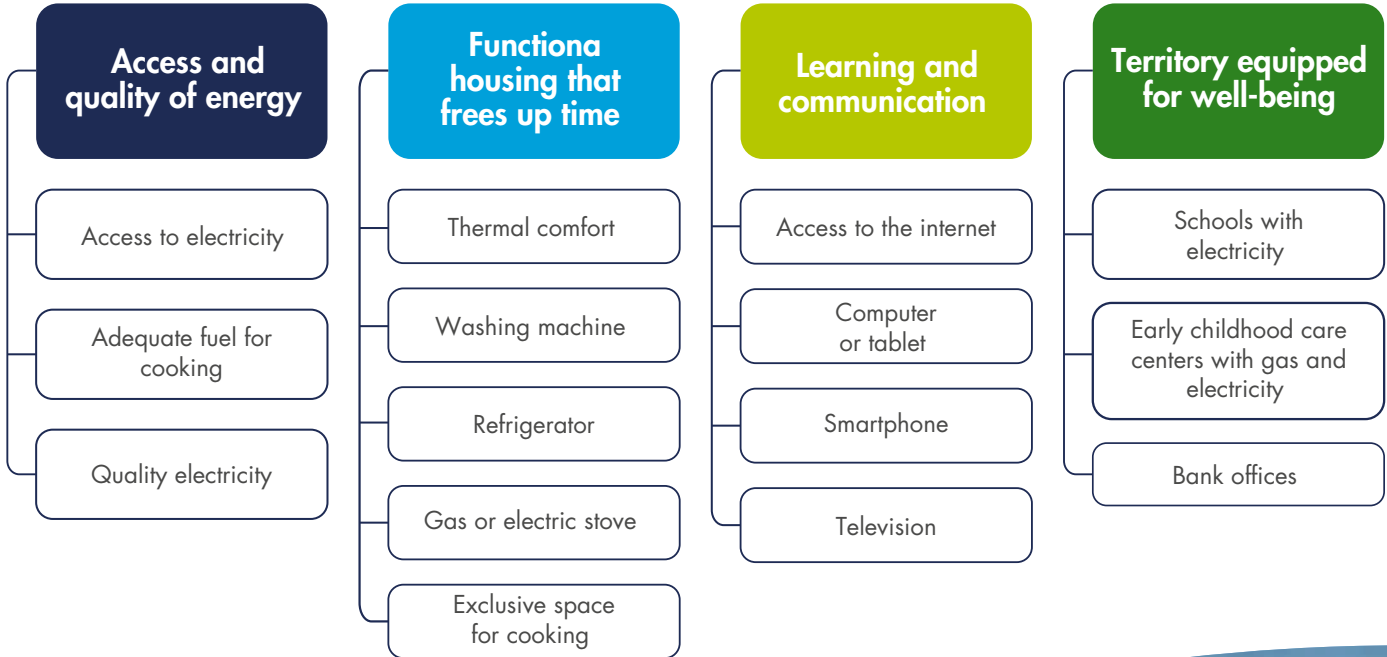 Access and
quality of energy
Access to electricity
Adequate fuel for
cooking
Quality electricity
Functiona
housing that
frees up time
Thermal comfort
Washing machine
Refrigerator
Gas or electric stove
Exclusive space
for cooking
Learning and
communication
Access to the internet
Computer
or tablet
Smartphone
Television
Territory equipped
for well-being
Schools with
electricity
Early childhood care
centers with gas and
electricity
Bank offices